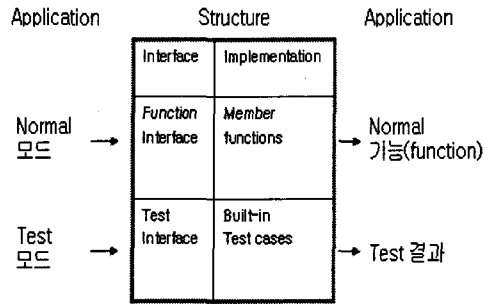 Application Structure Application
Interface Implementation
Function Member
Normal Interface functions Normal
모드 기능(function)
Test Built-in
Test Interface Test cases
모드 Test 결과